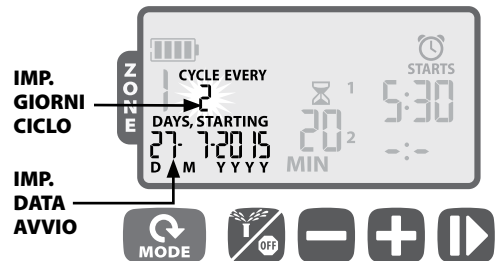 IMP.
GIORNI
CICLO
IMP.
DATA
AVVIO
ZONE
1
CYCLE EVERY
2
DAYS, STARTING
27- 7-2015
D M Y Y Y Y
1
20
2
MIN
STARTS
5:30
-:-
MODE
OFF